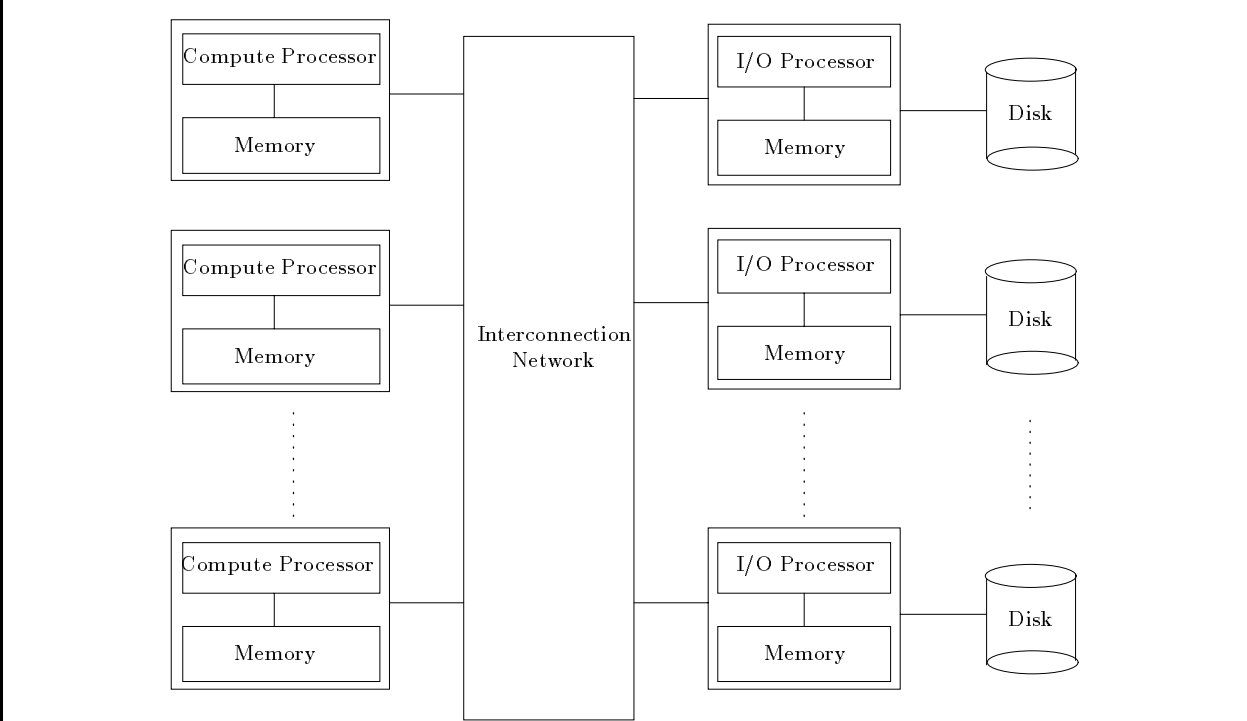 Compute Processor
Memory
I/O Processor
Memory
Disk
Compute Processor
Memory
Interconnection
Network
I/O Processor
Memory
Disk
Compute Processor
Memory
I/O Processor
Memory
Disk